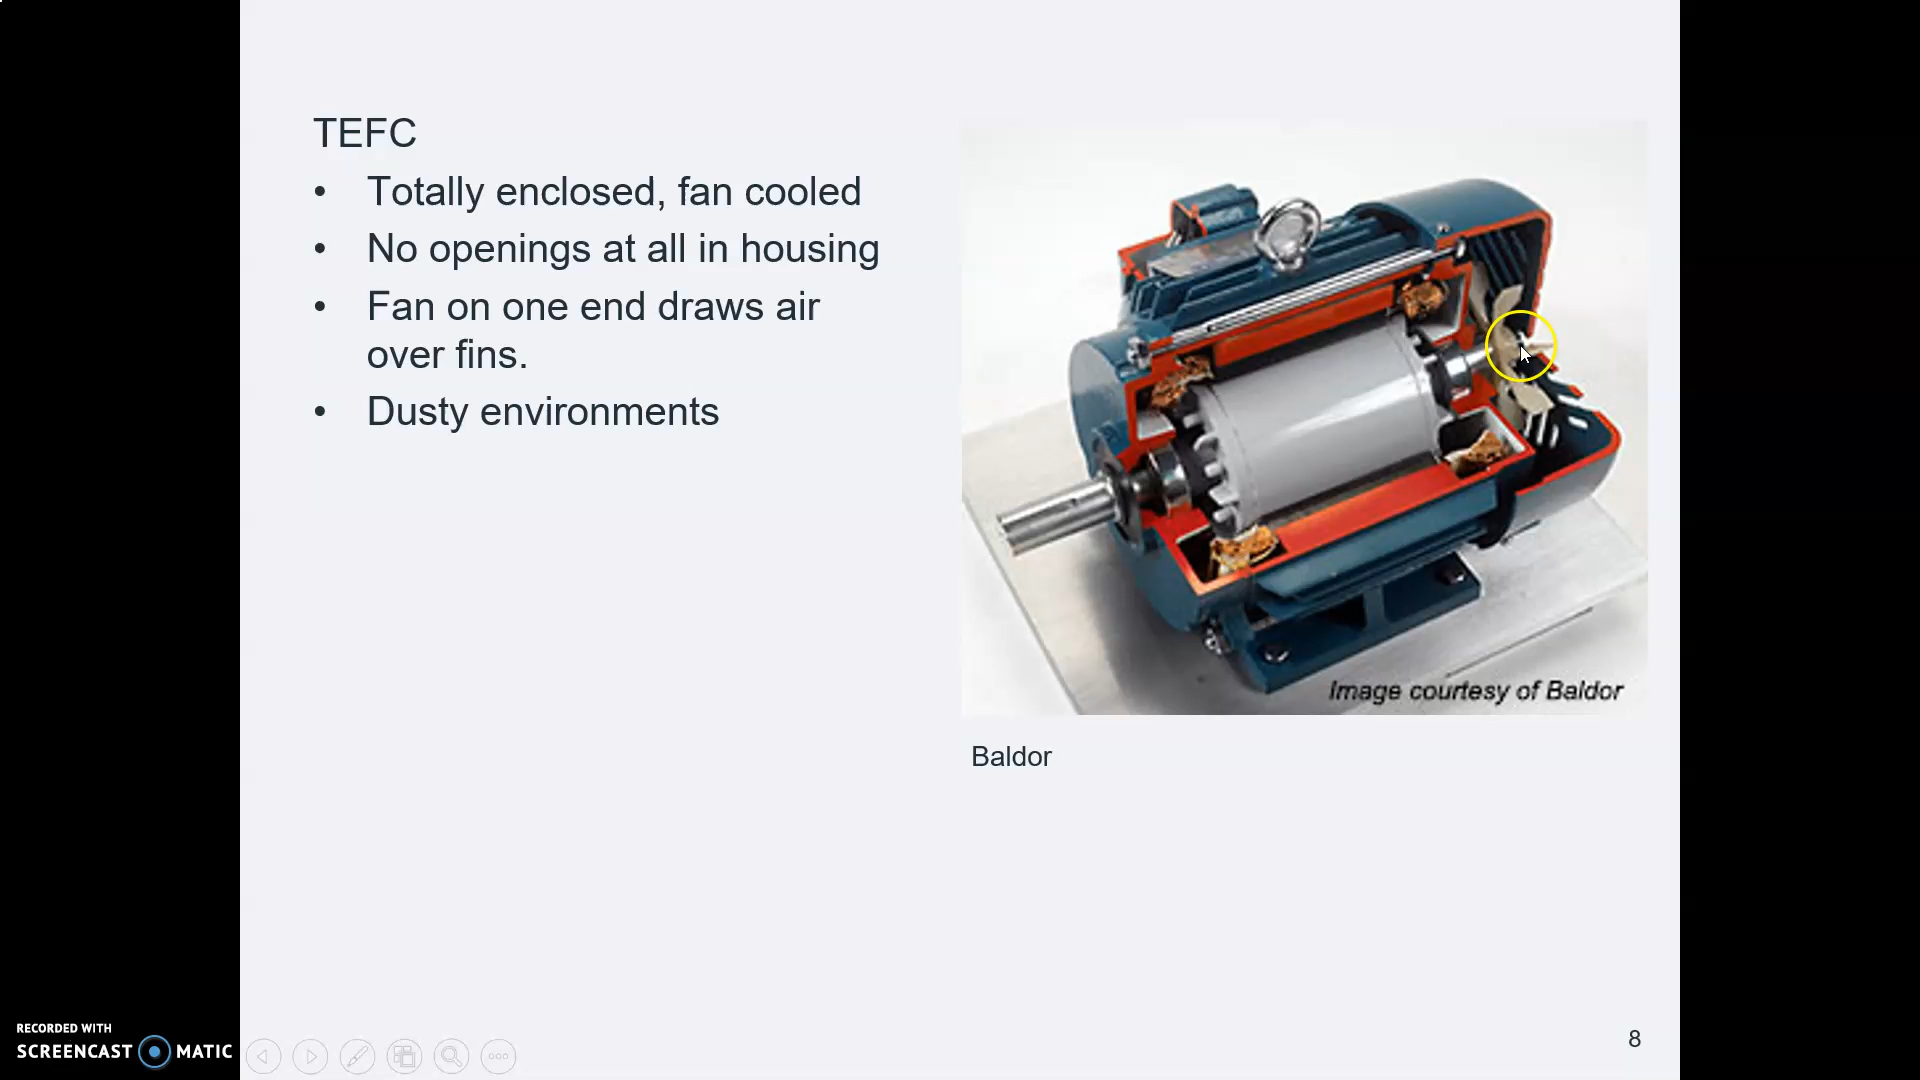 TEFC
• Totally enclosed, fan cooled
• No openings at all in housing
• Fan on one end draws air
over fins.
• Dusty environments
Image courtesy of Baldor
Baldor
8
RECORDED WITH
SCREENCAST MATIC